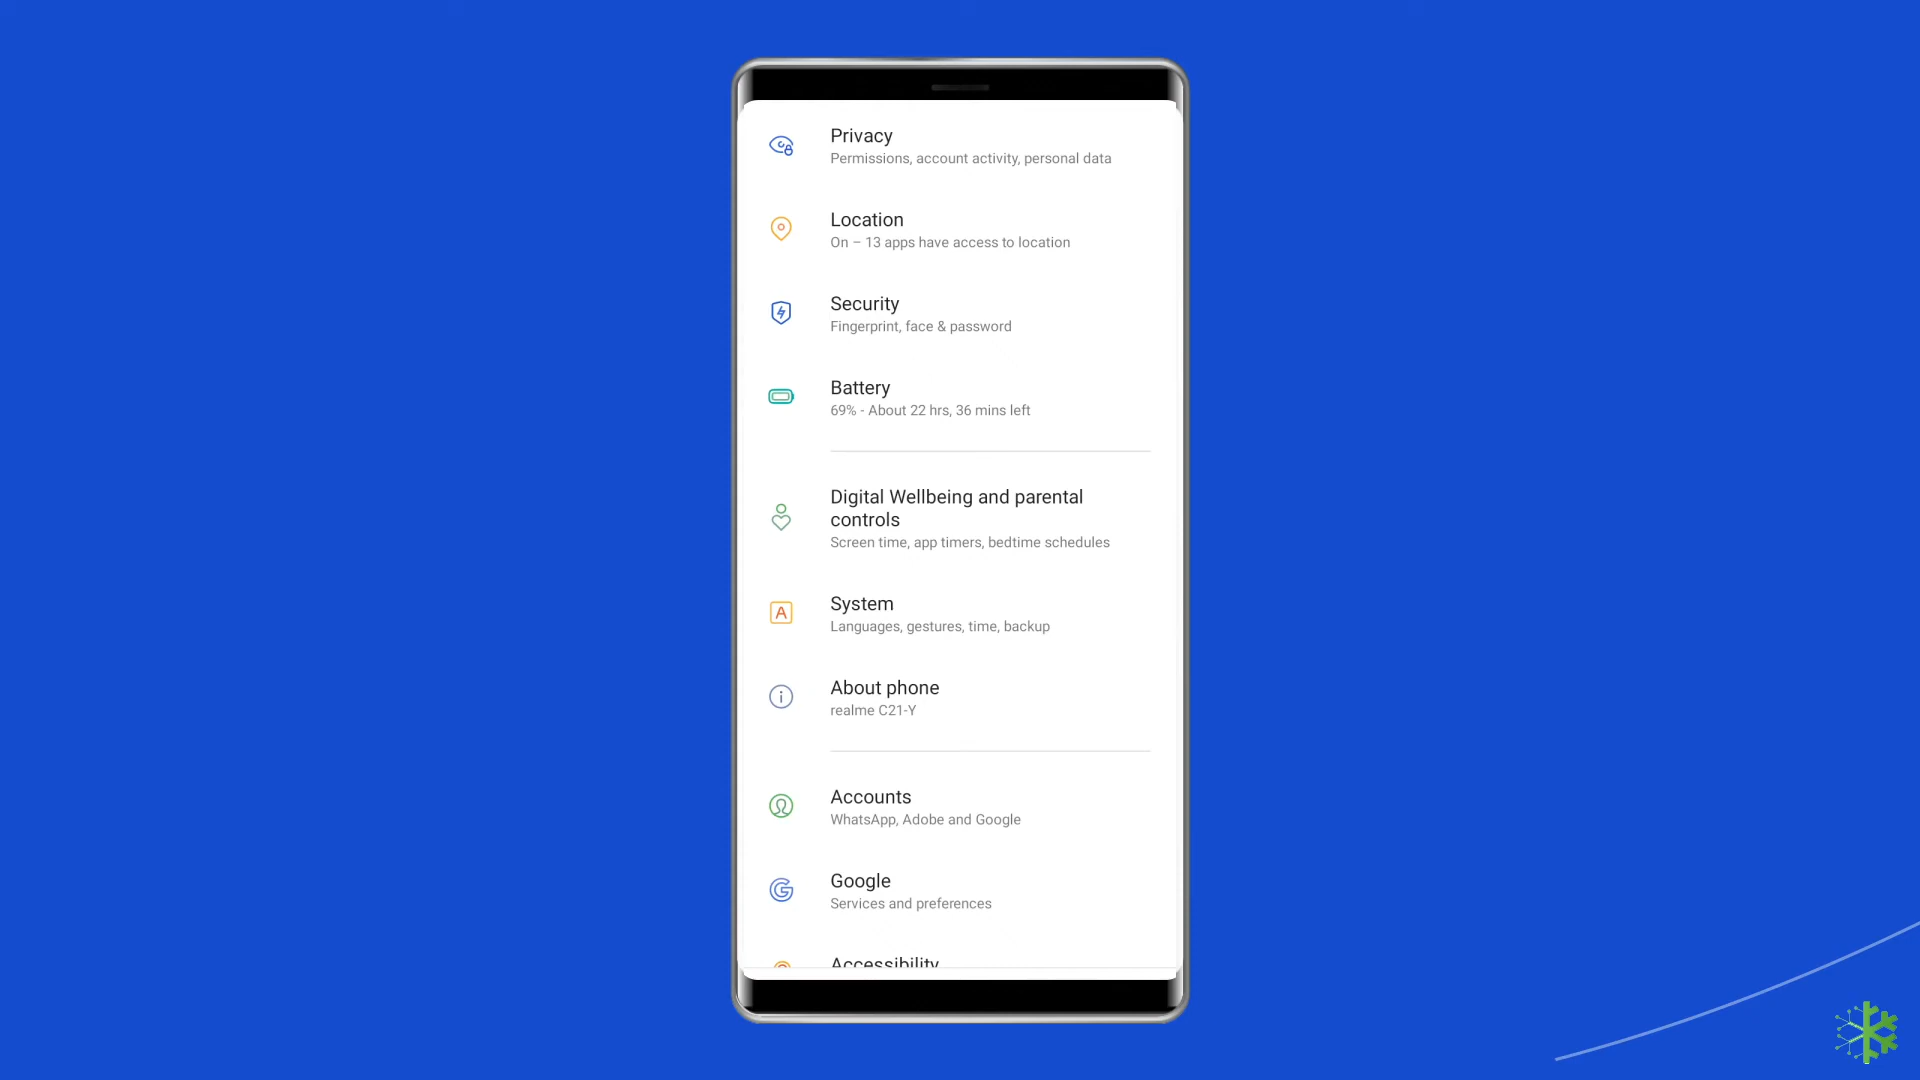 Privacy
Permissions, account activity, personal data
Location
On – 13 apps have access to location
Security
Fingerprint, face & password
Battery
69% - About 22 hrs, 36 mins left
Digital Wellbeing and parental
controls
Screen time, app timers, bedtime schedules
System
Languages, gestures, time, backup
About phone
realme C21-Y
Accounts
WhatsApp, Adobe and Google
Google
Services and preferences
Accessibility